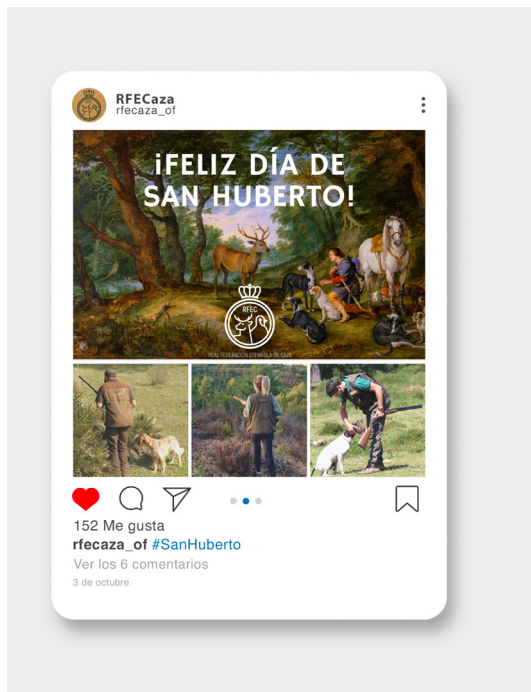 RFECaza
rfecaza_of
¡FELIZ DÍA DE
SAN HUBERTO!
RFEC
REAL FEDERACIÓN ESPAÑOLA DE CAZA
152 Me gusta
rfecaza_of #SanHuberto
Ver los 6 comentarios
3 de octubre